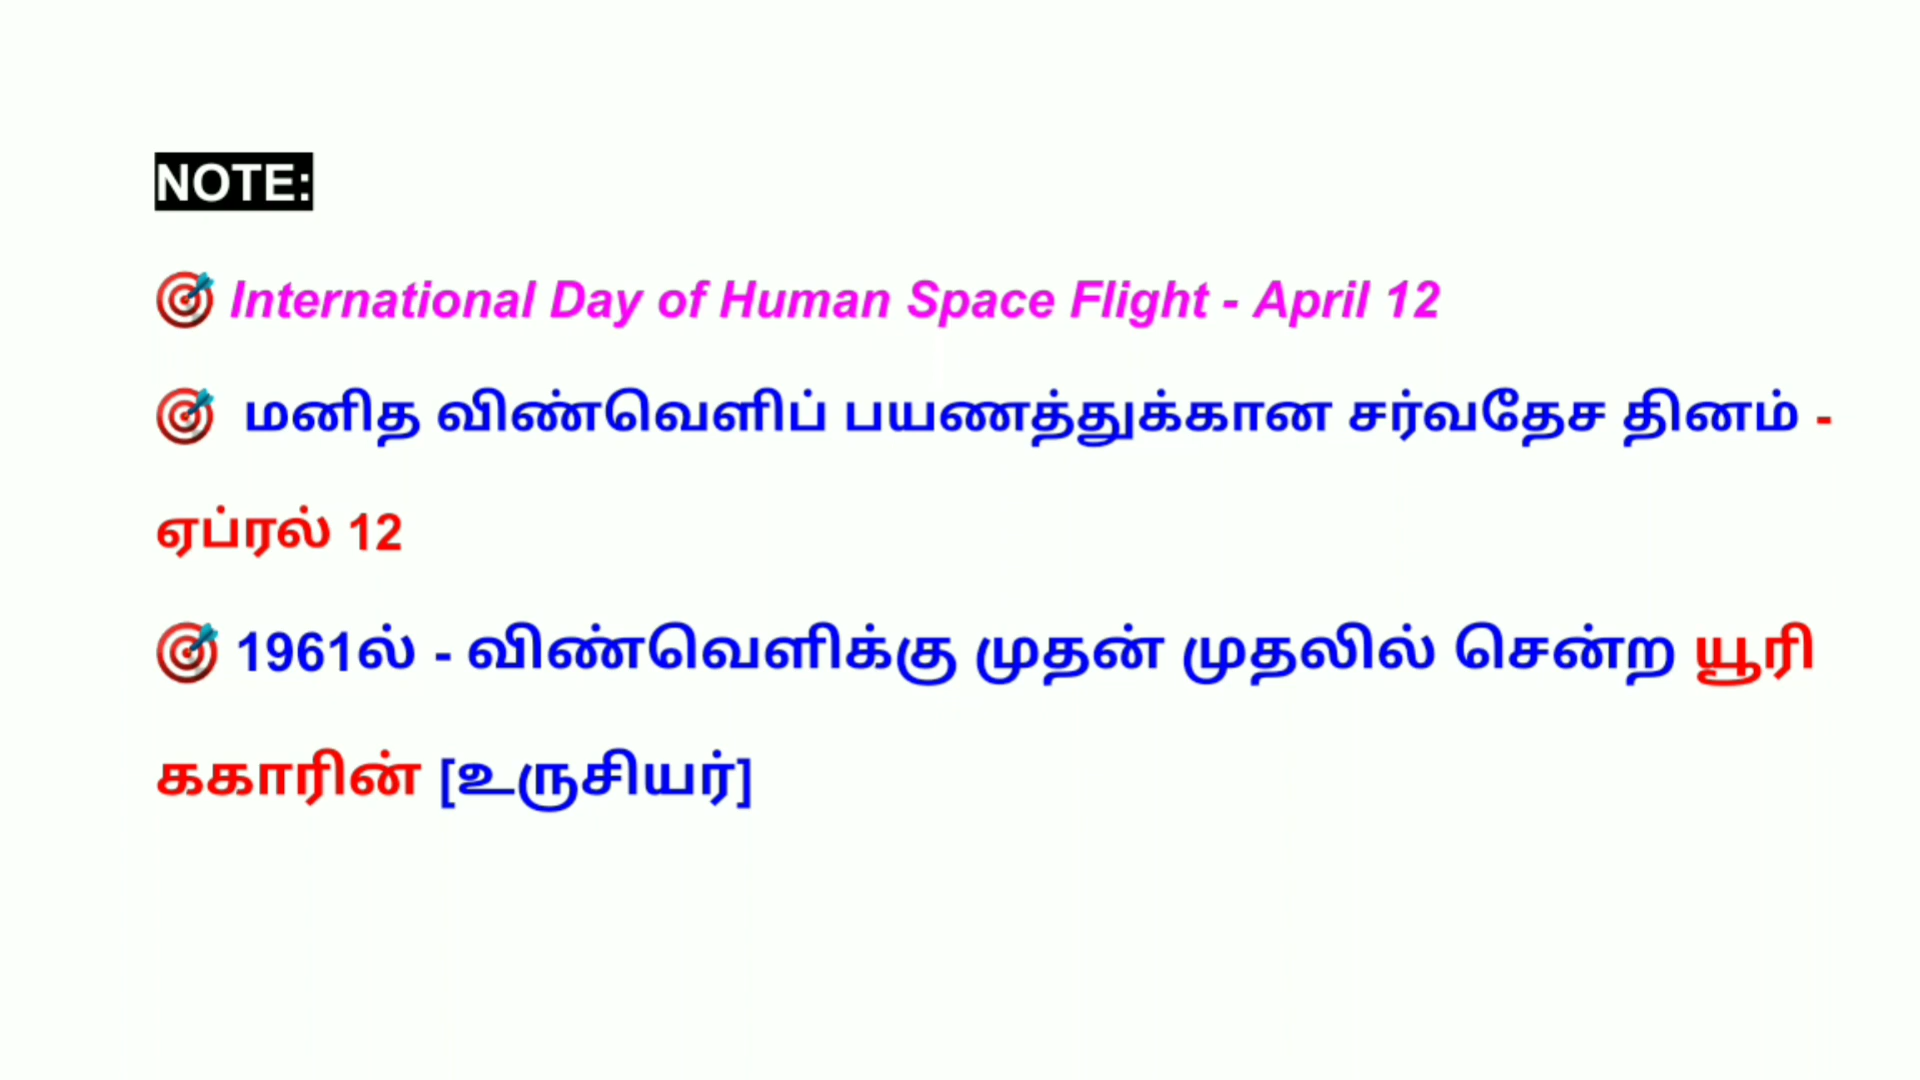 NOTE:
🎯 International Day of Human Space Flight - April 12
🎯 மனித விண்வெளிப் பயணத்துக்கான சர்வதேச தினம் -
ஏப்ரல் 12
🎯 1961ல் - விண்வெளிக்கு முதன் முதலில் சென்ற யூரி
ககாரின் [உருசியர்]